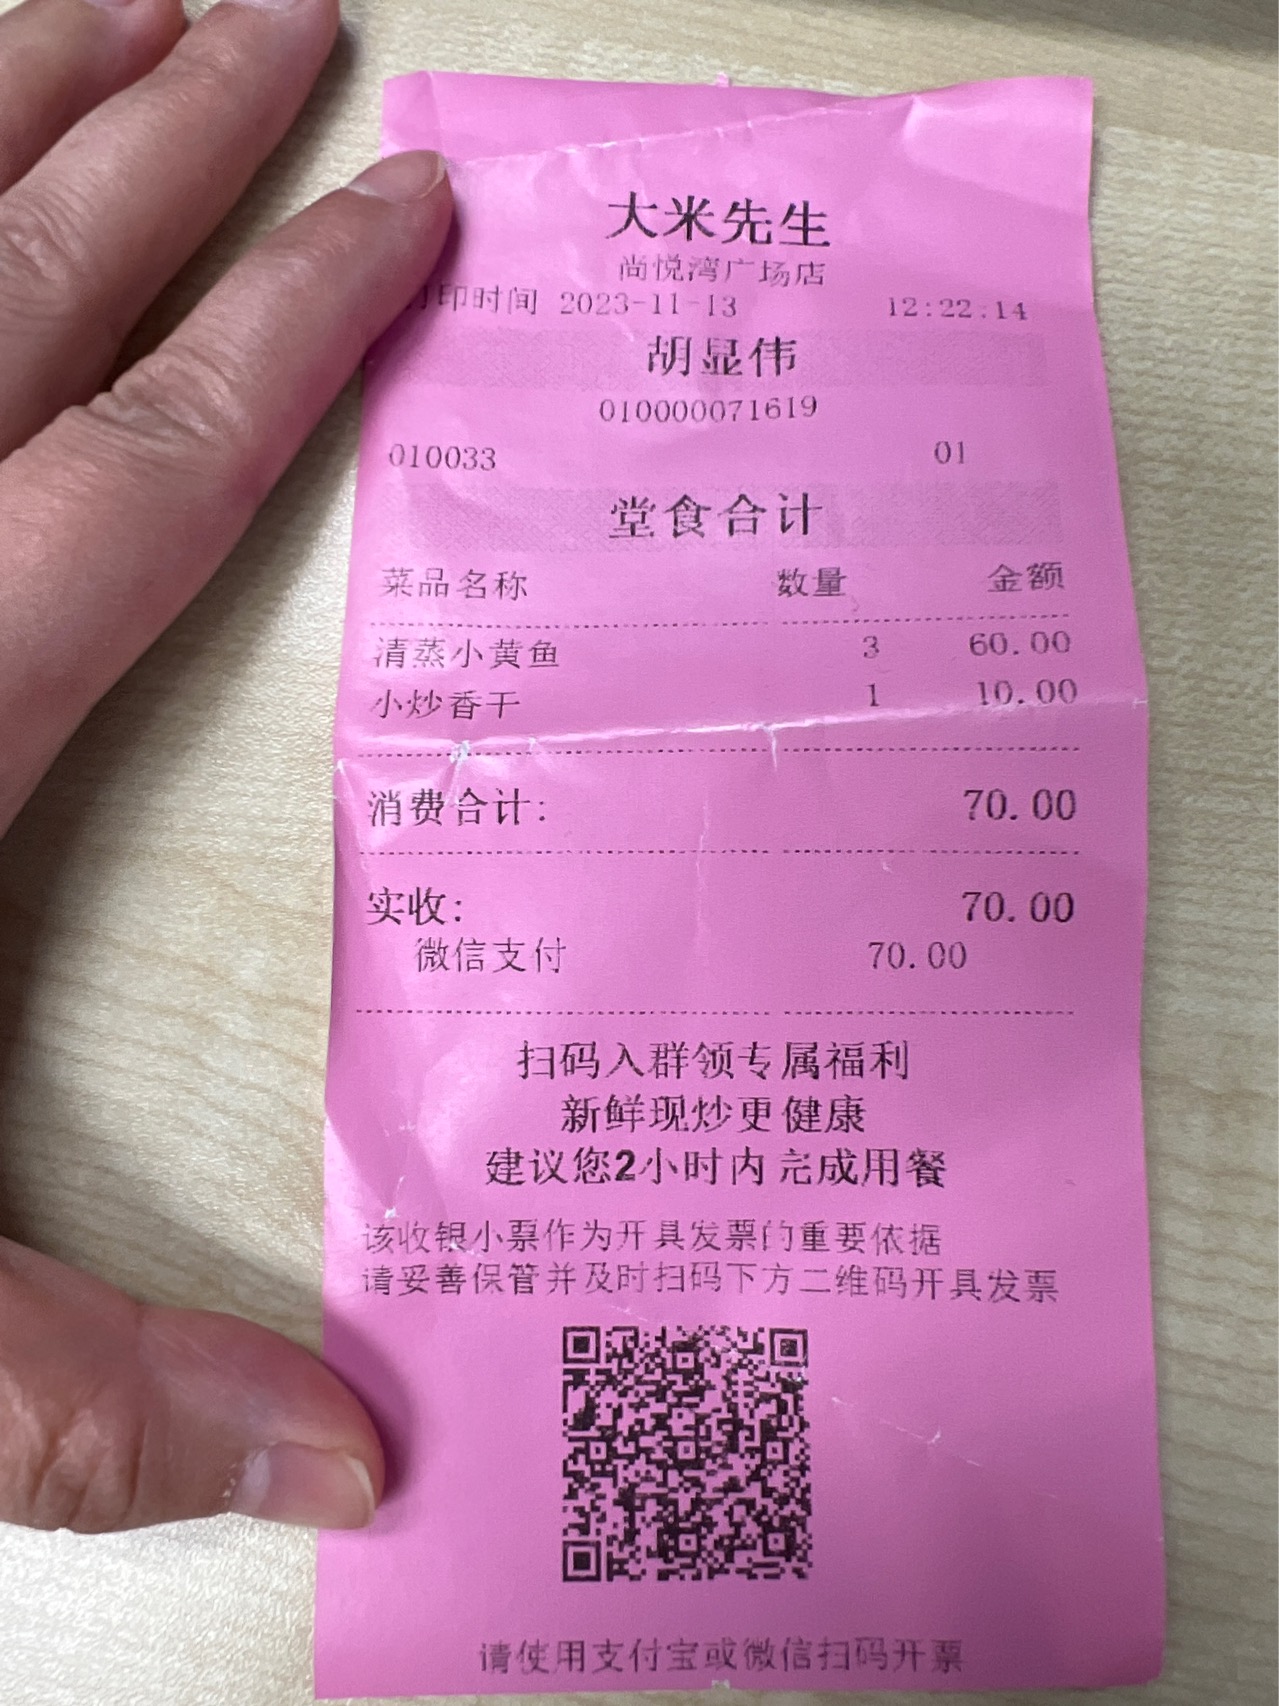 大米先生
尚悦湾广场店
打印时间 2023-11-13 12:22:14
胡显伟
010000071619
010033 01
堂食合计
菜品名称 数量 金额
清蒸小黄鱼 3 60.00
小炒香干 1 10.00
消费合计: 70.00
实收: 70.00
微信支付 70.00
扫码入群领专属福利
新鲜现炒更健康
建议您2小时内完成用餐
该收银小票作为开具发票的重要依据
请妥善保管并及时扫码下方二维码开具发票
请使用支付宝或微信扫码开票